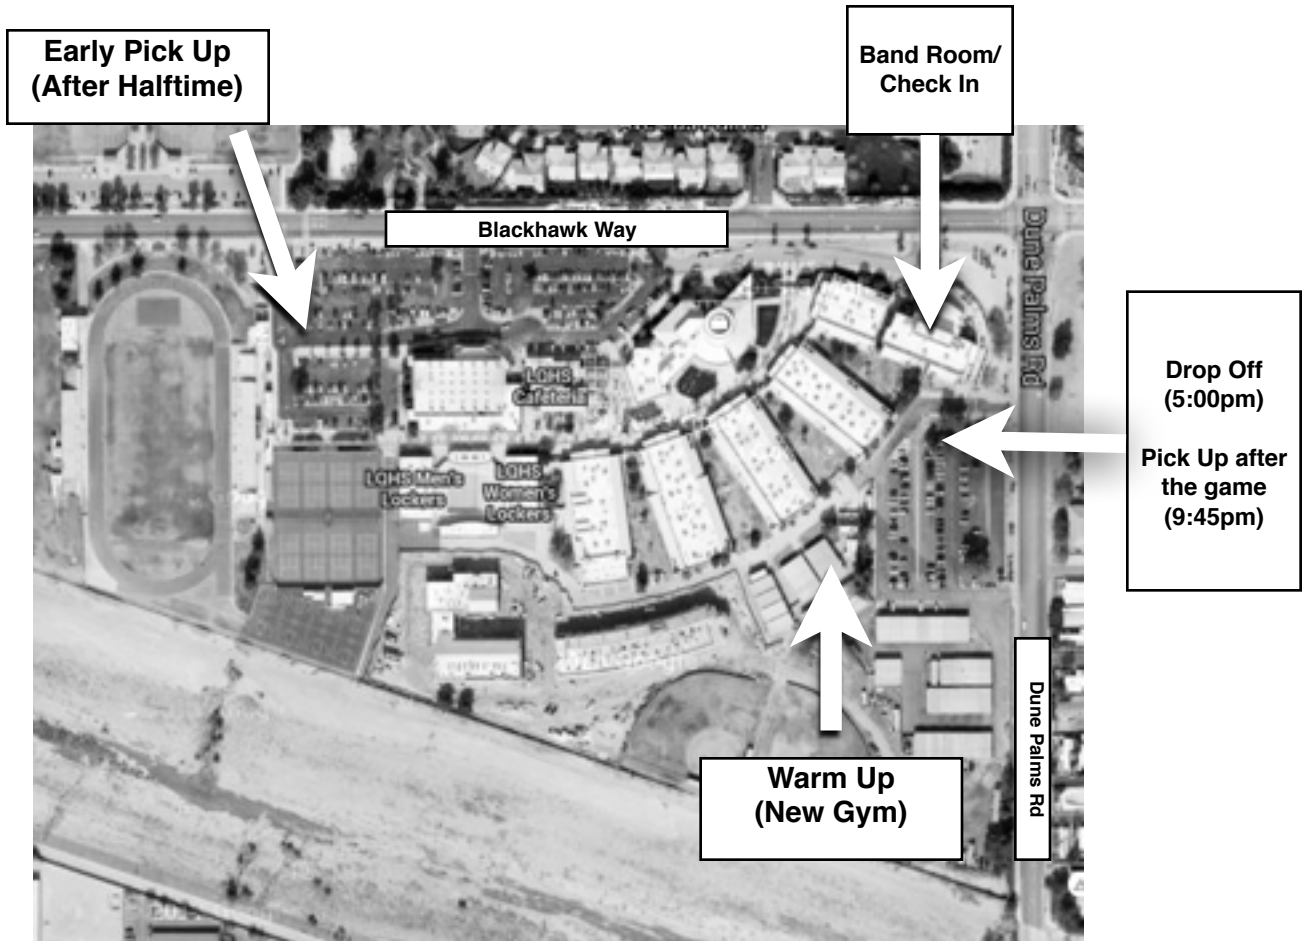 Early Pick Up
(After Halftime)
Band Room/
Check In
Blackhawk Way
Dune Palms Rd
Drop Off
(5:00pm)
Pick Up after
the game
(9:45pm)
LQHS
Cafeteria
LQHS Men's
Lockers
LQHS
Women's
Lockers
Dune Palms Rd
Warm Up
(New Gym)